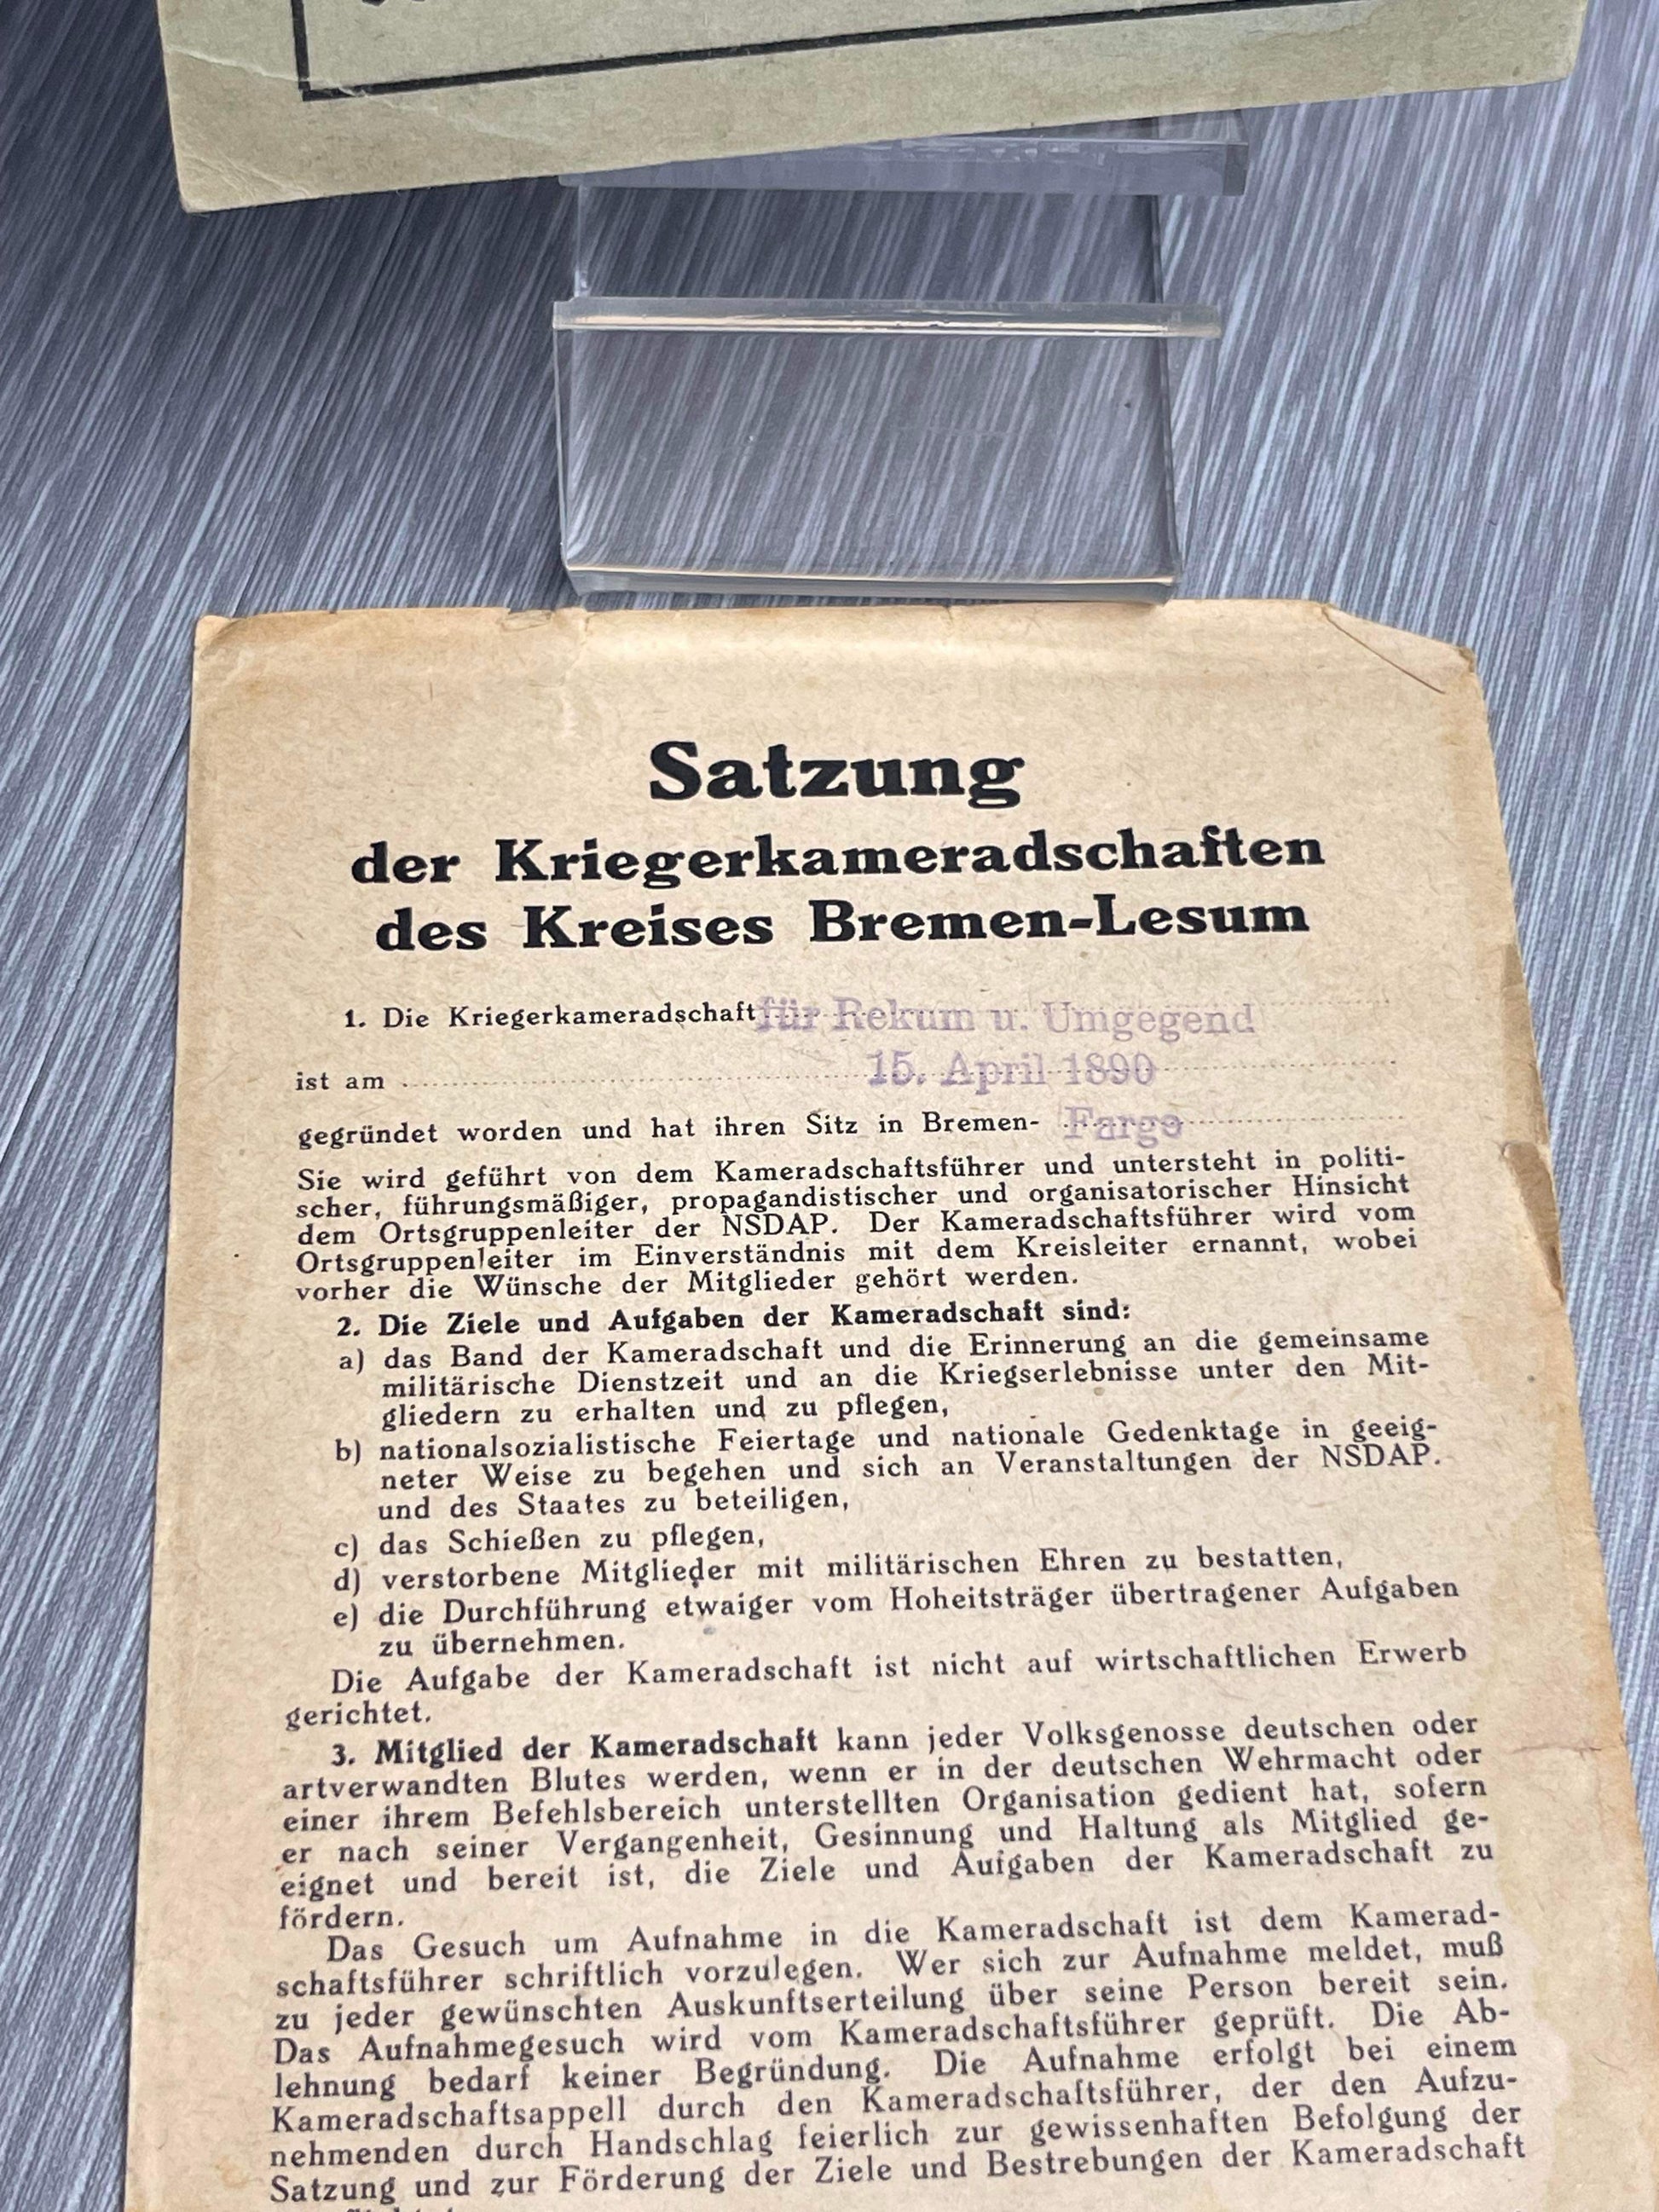 Satzung
der Kriegerkameradschaften
des Kreises Bremen-Lesum
1. Die Kriegerkameradschaft für Rekum u. Umgegend
ist am 15. April 1890
gegründet worden und hat ihren Sitz in Bremen- Farge
Sie wird geführt von dem Kameradschaftsführer und untersteht in politi-
scher, führungsmäßiger, propagandistischer und organisatorischer Hinsicht
dem Ortsgruppenleiter der NSDAP. Der Kameradschaftsführer wird vom
Ortsgruppenleiter im Einverständnis mit dem Kreisleiter ernannt, wobei
vorher die Wünsche der Mitglieder gehört werden.
2. Die Ziele und Aufgaben der Kameradschaft sind:
a) das Band der Kameradschaft und die Erinnerung an die gemeinsame
militärische Dienstzeit und an die Kriegserlebnisse unter den Mit-
gliedern zu erhalten und zu pflegen,
b) nationalsozialistische Feiertage und nationale Gedenktage in geeig-
neter Weise zu begehen und sich an Veranstaltungen der NSDAP.
und des Staates zu beteiligen,
c) das Schießen zu pflegen,
d) verstorbene Mitglieder mit militärischen Ehren zu bestatten,
e) die Durchführung etwaiger vom Hoheitsträger übertragener Aufgaben
zu übernehmen.
Die Aufgabe der Kameradschaft ist nicht auf wirtschaftlichen Erwerb
gerichtet.
3. Mitglied der Kameradschaft kann jeder Volksgenosse deutschen oder
artverwandten Blutes werden, wenn er in der deutschen Wehrmacht oder
einer ihrem Befehlsbereich unterstellten Organisation gedient hat, sofern
er nach seiner Vergangenheit, Gesinnung und Haltung als Mitglied ge-
eignet und bereit ist, die Ziele und Aufgaben der Kameradschaft zu
fördern.
Das Gesuch um Aufnahme in die Kameradschaft ist dem Kamerad-
schaftsführer schriftlich vorzulegen. Wer sich zur Aufnahme meldet, muß
zu jeder gewünschten Auskunftserteilung über seine Person bereit sein.
Das Aufnahmegesuch wird vom Kameradschaftsführer geprüft. Die Ab-
lehnung bedarf keiner Begründung. Die Aufnahme erfolgt bei einem
Kameradschaftsappell durch den Kameradschaftsführer, der den Aufzu-
nehmenden durch Handschlag feierlich zur gewissenhaften Befolgung der
Satzung und zur Förderung der Ziele und Bestrebungen der Kameradschaft